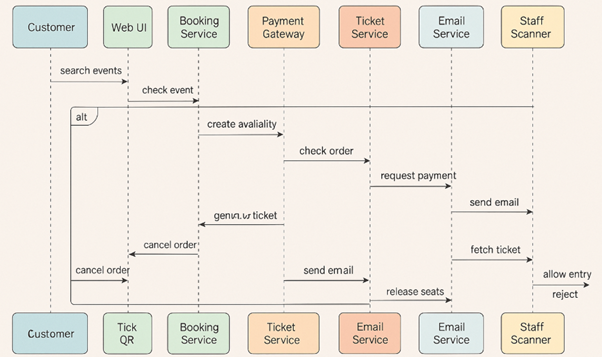 Customer
Web UI
Booking
Service
Payment
Gateway
Ticket
Service
Email
Service
Staff
Scanner
search events
check event
alt
create avaliality
check order
request payment
send email
ticket
cancel order
fetch ticket
cancel order
send email
allow entry
release seats
reject
Customer
Tick
QR
Booking
Service
Ticket
Service
Email
Service
Email
Service
Staff
Scanner